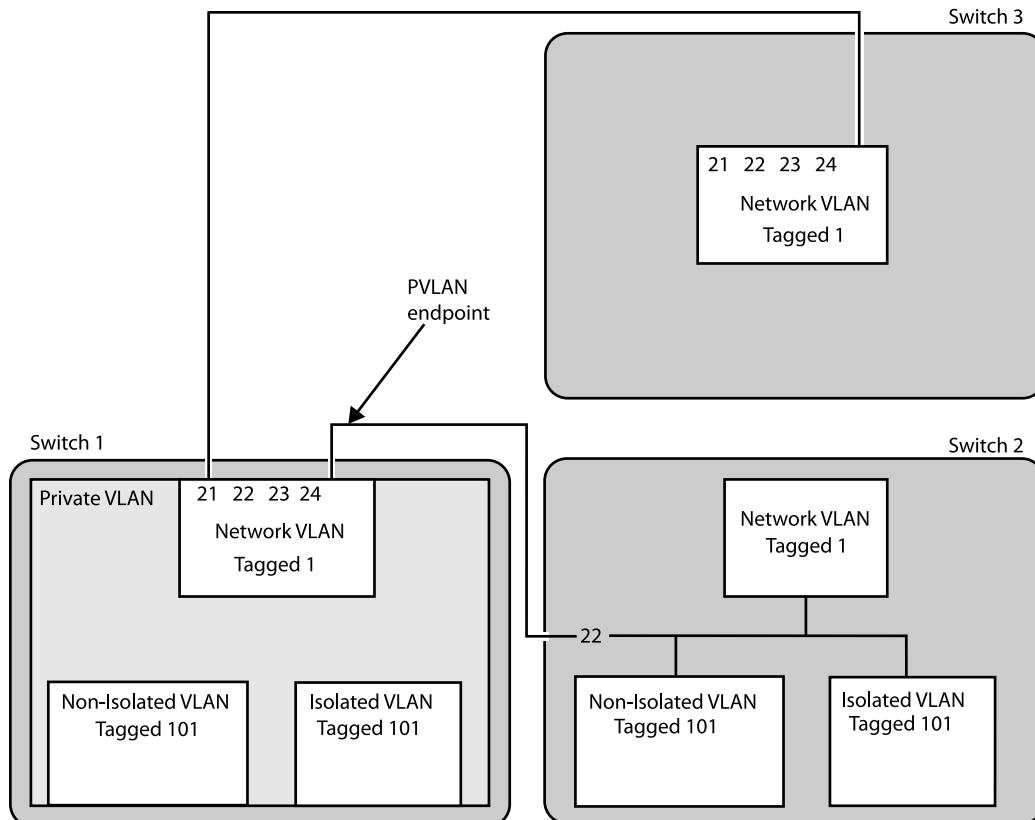 Switch 3
21 22 23 24
Network VLAN
Tagged 1
PVLAN
endpoint
Switch 1
Private VLAN
21 22 23 24
Network VLAN
Tagged 1
Non-Isolated VLAN
Tagged 101
Isolated VLAN
Tagged 101
Switch 2
Network VLAN
Tagged 1
22
Non-Isolated VLAN
Tagged 101
Isolated VLAN
Tagged 101